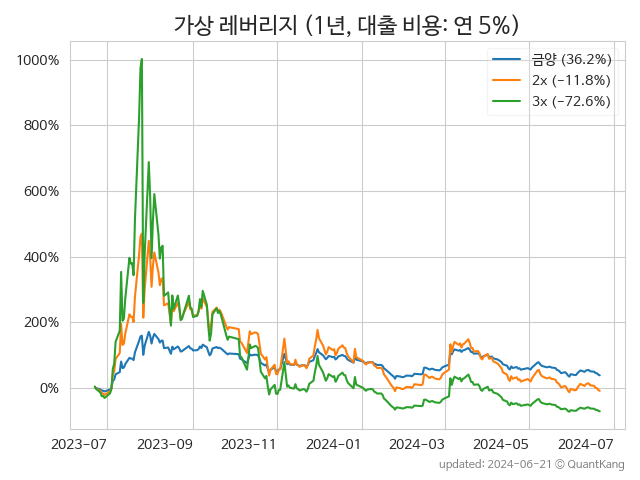 가상 레버리지 (1년, 대출 비용: 연 5%)
금양 (36.2%)
2x (−11.8%)
3x (−72.6%)
1000%
800%
600%
400%
200%
0%
2023-07 2023-09 2023-11 2024-01 2024-03 2024-05 2024-07
updated: 2024-06-21 © QuantKang